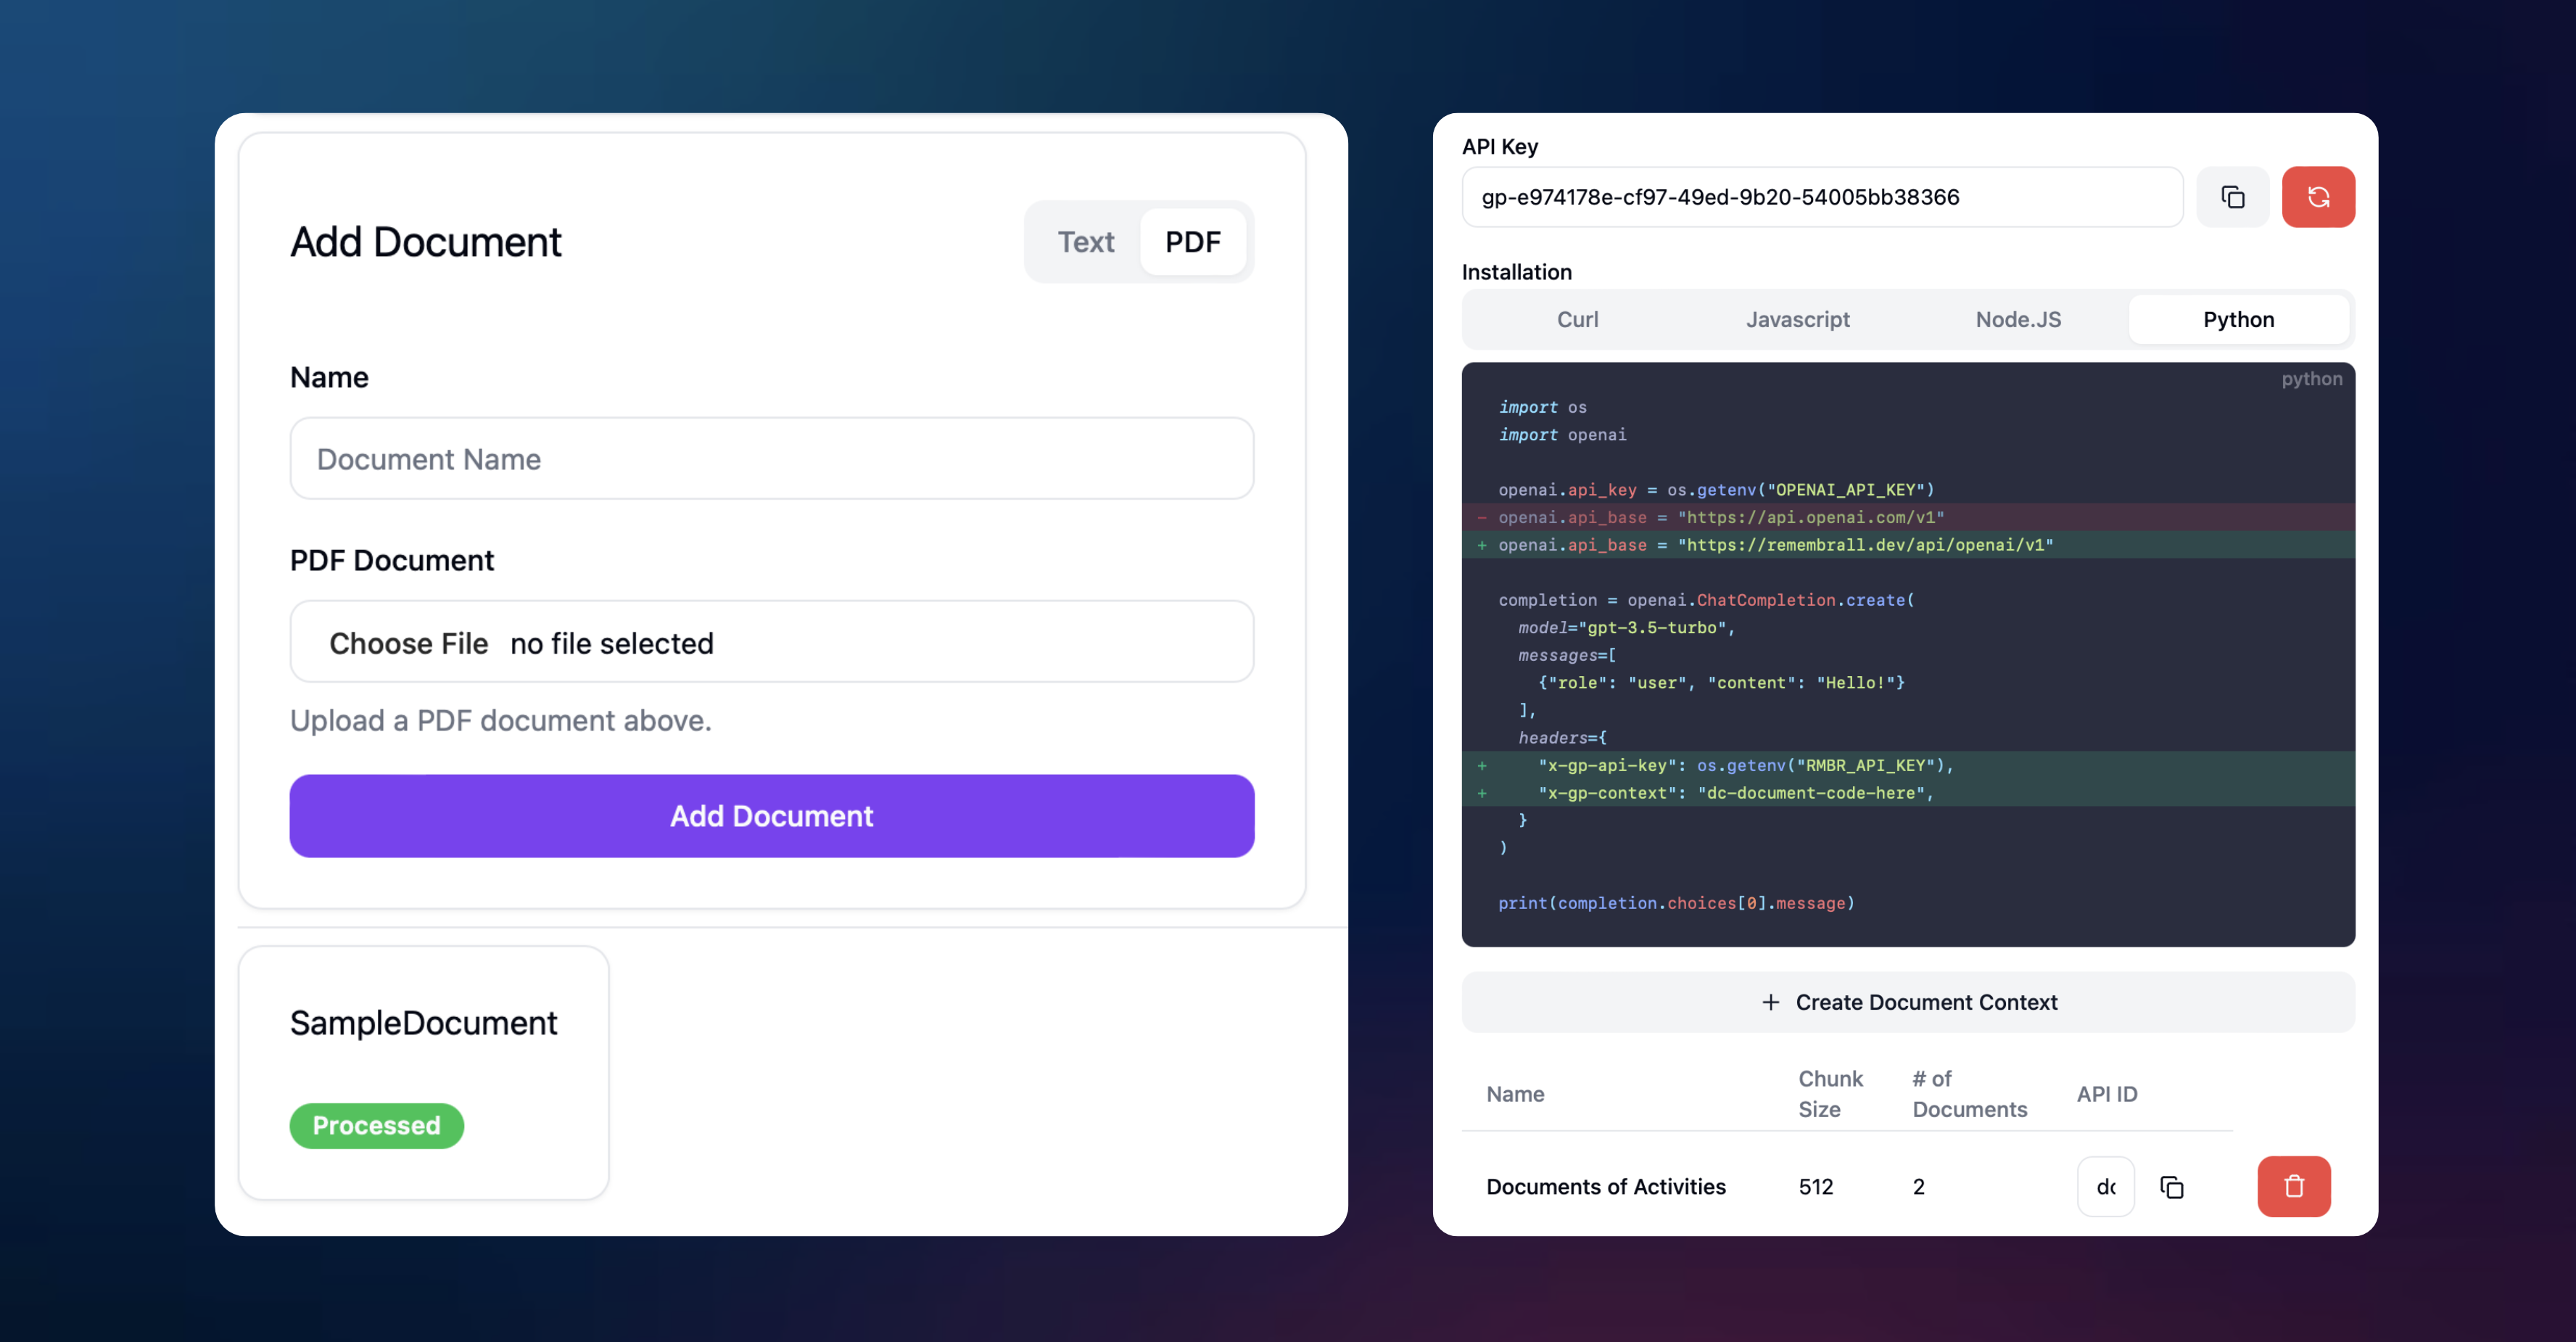 Add Document
Text PDF
Name
Document Name
PDF Document
Choose File no file selected
Upload a PDF document above.
Add Document
SampleDocument
Processed
API Key
gp-e974178e-cf97-49ed-9b20-54005bb38366
Installation
Curl Javascript Node.JS Python
python
import os
import openai
openai.api_key = os.getenv("OPENAI_API_KEY")
- openai.api_base = "https://api.openai.com/v1"
+ openai.api_base = "https://remembrall.dev/api/openai/v1"
completion = openai.ChatCompletion.create(
model="gpt-3.5-turbo",
messages=[
{"role": "user", "content": "Hello!"}
],
headers={
+ "x-gp-api-key": os.getenv("RMBR_API_KEY"),
+ "x-gp-context": "dc-document-code-here",
}
)
print(completion.choices[0].message)
+ Create Document Context
Name Chunk Size # of Documents API ID
Documents of Activities 512 2